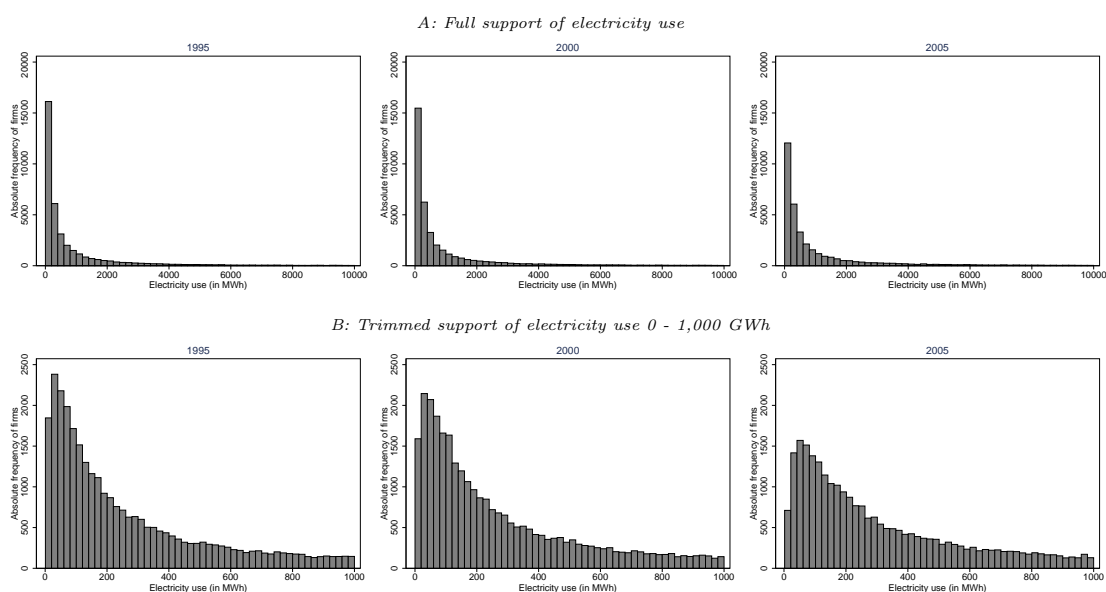 A: Full support of electricity use
1995
2000
2005
Absolute frequency of firms
0 5000 10000 15000 20000
0 2000 4000 6000 8000 10000
Electricity use (in MWh)
Absolute frequency of firms
0 5000 10000 15000 20000
0 2000 4000 6000 8000 10000
Electricity use (in MWh)
Absolute frequency of firms
0 5000 10000 15000 20000
0 2000 4000 6000 8000 10000
Electricity use (in MWh)
B: Trimmed support of electricity use 0 - 1,000 GWh
1995
2000
2005
Absolute frequency of firms
0 500 1000 1500 2000 2500
0 200 400 600 800 1000
Electricity use (in MWh)
Absolute frequency of firms
0 500 1000 1500 2000 2500
0 200 400 600 800 1000
Electricity use (in MWh)
Absolute frequency of firms
0 500 1000 1500 2000 2500
0 200 400 600 800 1000
Electricity use (in MWh)